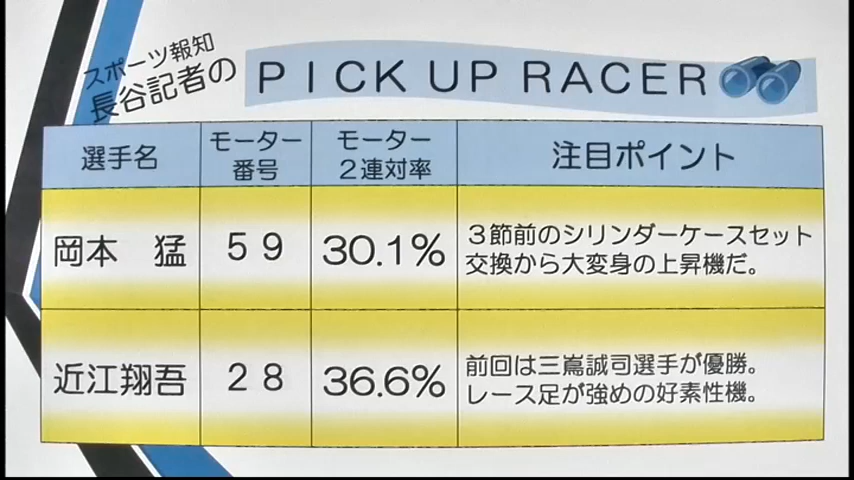 スポーツ報知
長谷記者の
PICK UP RACER
選手名
モーター
番号
モーター
2連対率
注目ポイント
岡本　猛
59
30.1%
3節前のシリンダーケースセット
交換から大変身の上昇機だ。
近江翔吾
28
36.6%
前回は三嶌誠司選手が優勝。
レース足が強めの好素性機。